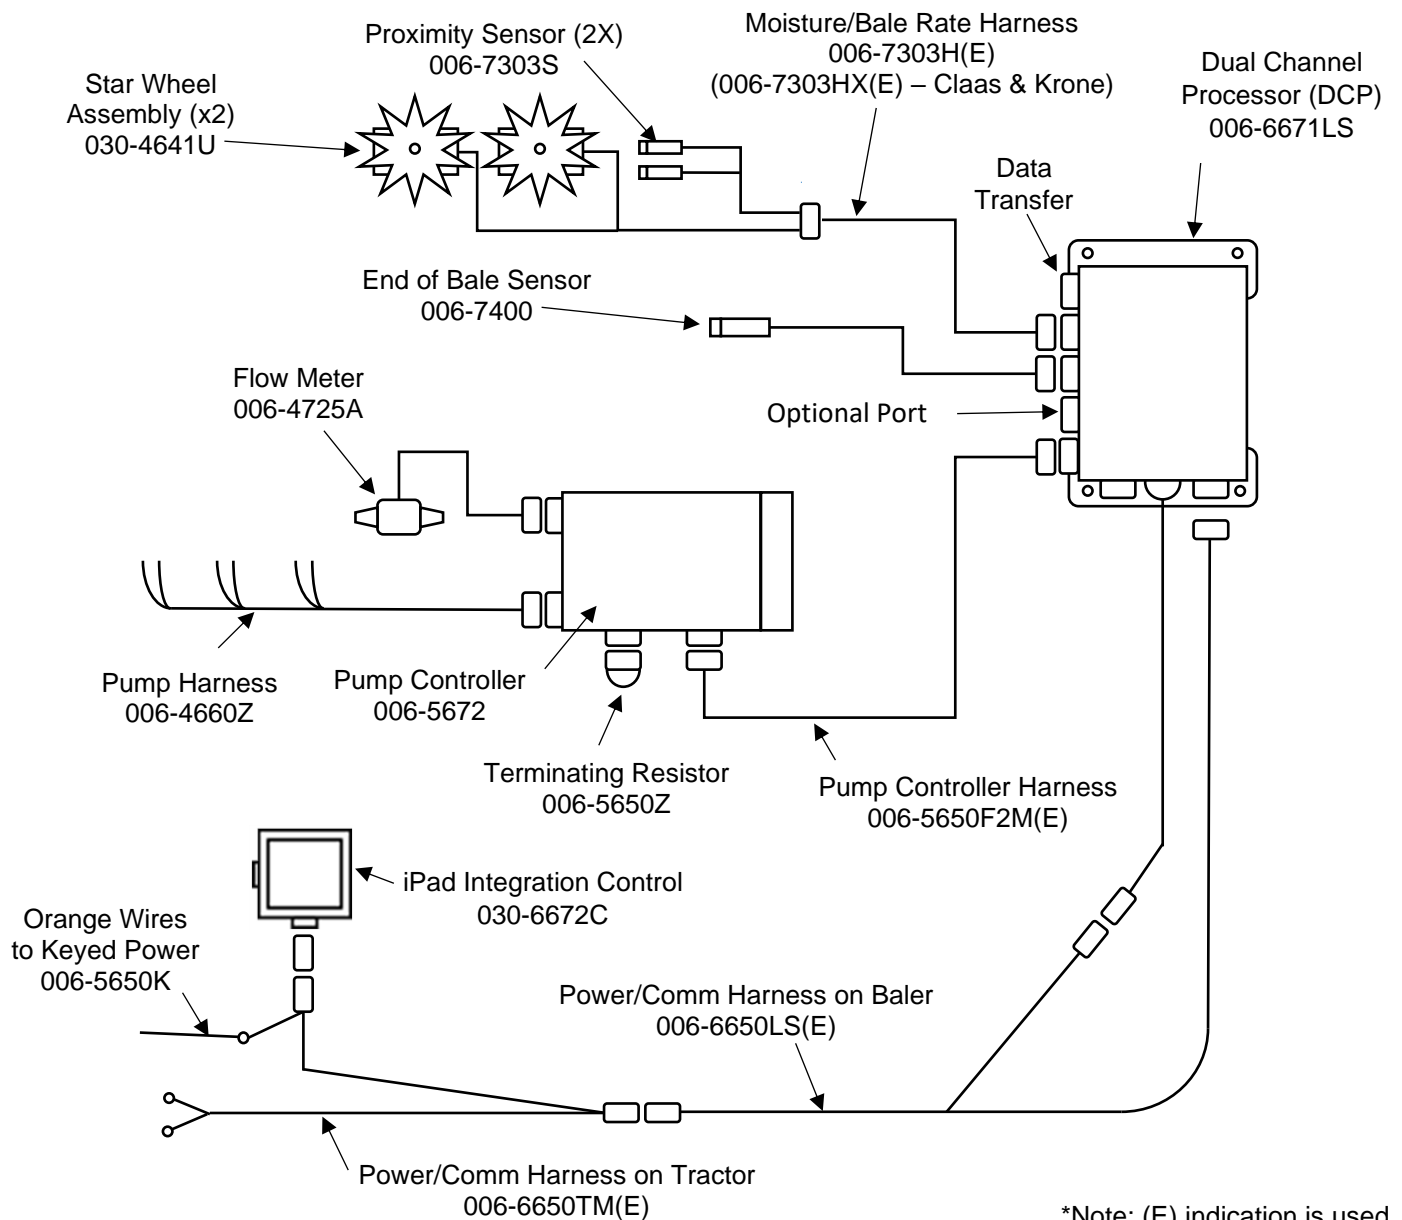 Proximity Sensor (2X)
006-7303S
Moisture/Bale Rate Harness
006-7303H(E)
(006-7303HX(E) – Claas & Krone)
Dual Channel
Processor (DCP)
006-6671LS
Star Wheel
Assembly (x2)
030-4641U
Data
Transfer
End of Bale Sensor
006-7400
Flow Meter
006-4725A
Optional Port
Pump Harness
006-4660Z
Pump Controller
006-5672
Terminating Resistor
006-5650Z
Pump Controller Harness
006-5650F2M(E)
iPad Integration Control
030-6672C
Orange Wires
to Keyed Power
006-5650K
Power/Comm Harness on Baler
006-6650LS(E)
Power/Comm Harness on Tractor
006-6650TM(E)
*Note: (E) indication is used